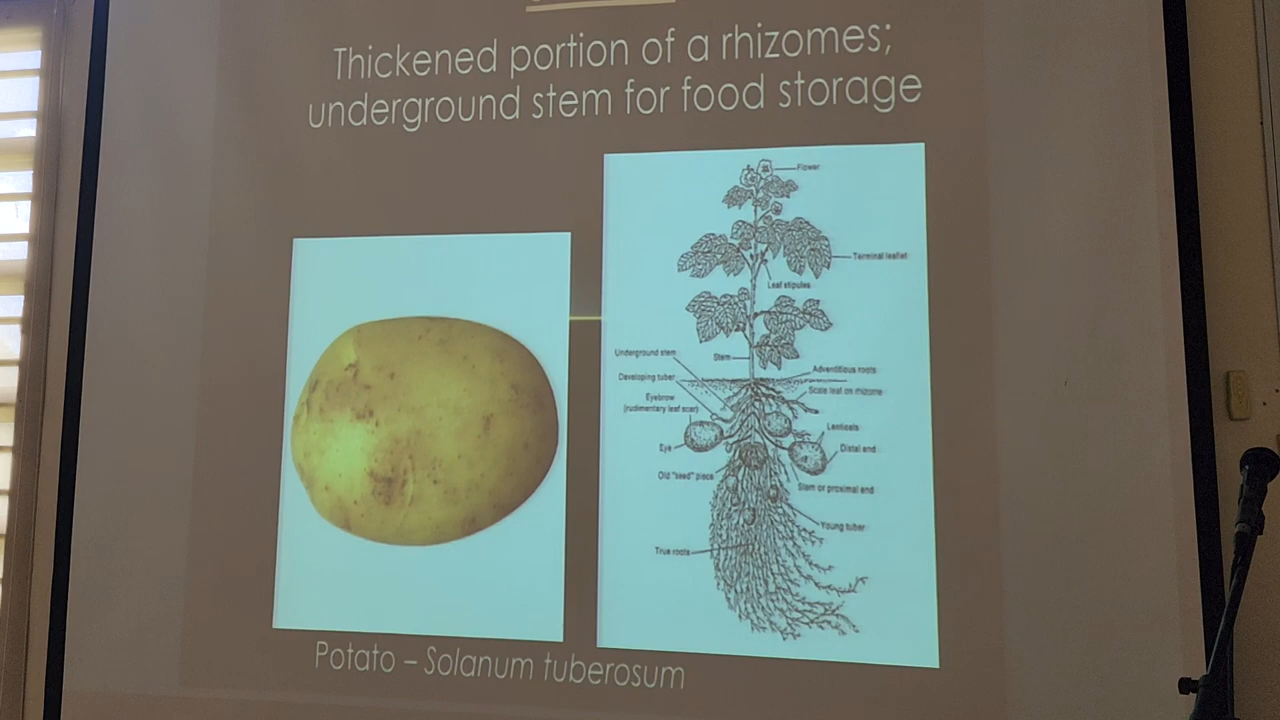 Thickened portion of a rhizomes;
underground stem for food storage
Flower
Terminal leaflet
Leaf stipules
Underground stem
Stem
Developing tuber
Adventitious roots
Eyebrow
(rudimentary leaf scar)
Scale leaf on rhizome
Lenticels
Eye
Distal end
Old "seed" piece
Stem or proximal end
Young tuber
True roots
Potato – Solanum tuberosum